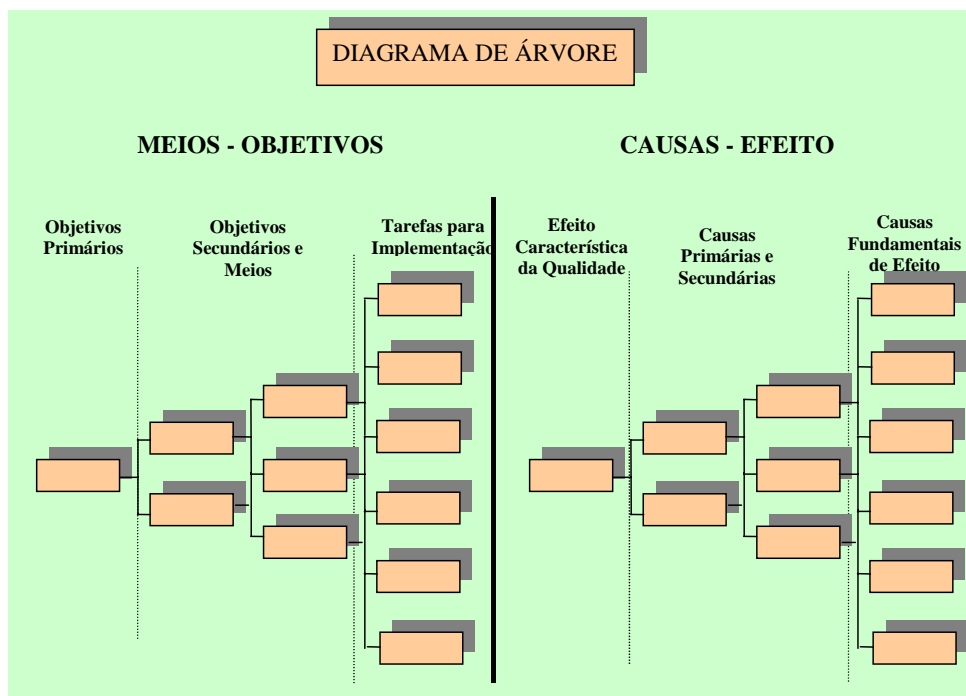 DIAGRAMA DE ÁRVORE
MEIOS - OBJETIVOS
CAUSAS - EFEITO
Objetivos
Primários
Objetivos
Secundários e
Meios
Tarefas para
Implementação
Efeito
Característica
da Qualidade
Causas
Primárias e
Secundárias
Causas
Fundamentais
de Efeito